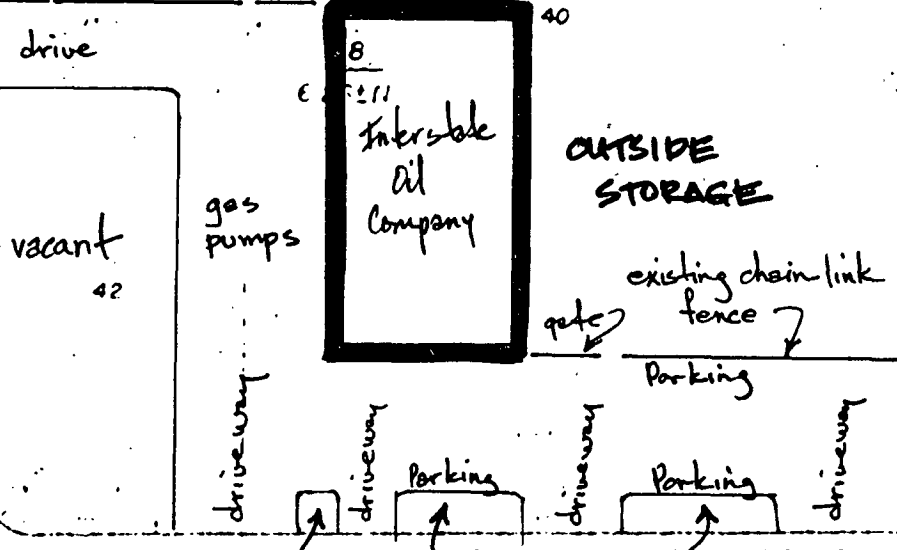 40
drive
8
Interstate
Oil
Company
OUTSIDE
STORAGE
gas
pumps
vacant
42
existing chain link
fence
gate
Parking
driveway
driveway
driveway
driveway
Parking
Parking